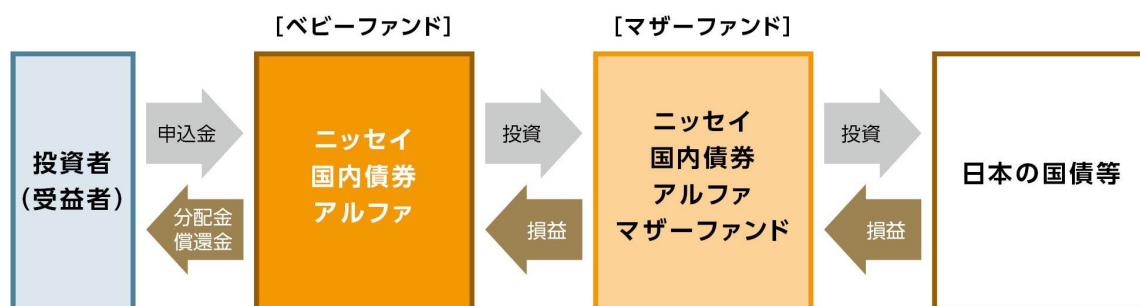 [ベビーファンド]
[マザーファンド]
投資者
(受益者)
申込金
分配金
償還金
ニッセイ
国内債券
アルファ
投資
損益
ニッセイ
国内債券
アルファ
マザーファンド
投資
損益
日本の国債等